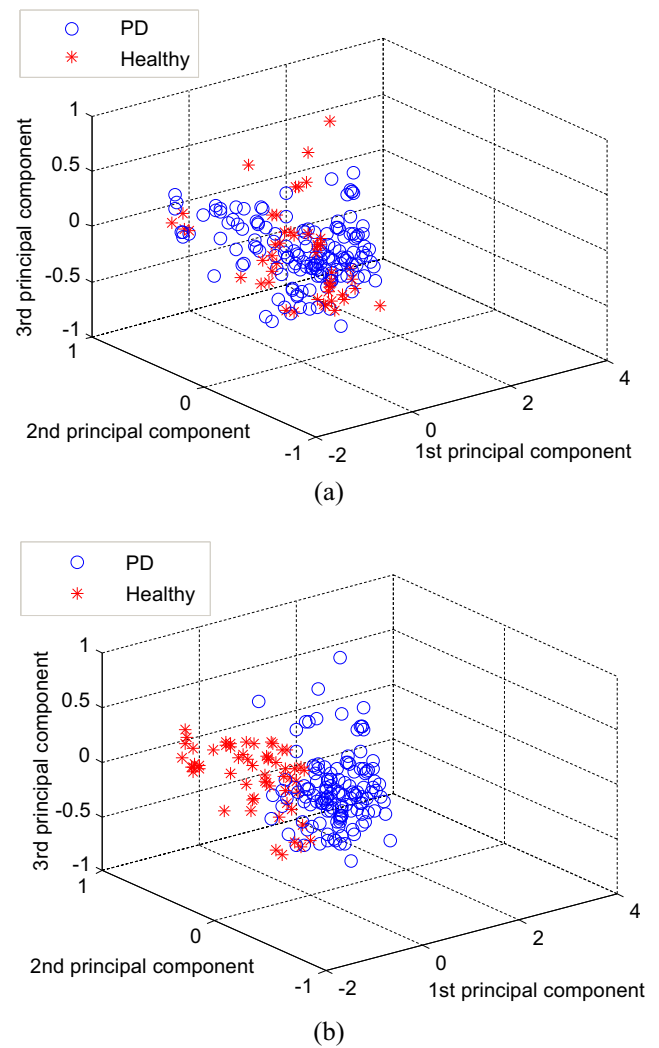 PD
Healthy
1
0.5
0
-0.5
-1
3rd principal component
1
0
-1
2nd principal component
-2
0
2
4
1st principal component
(a)
PD
Healthy
1
0.5
0
-0.5
-1
3rd principal component
1
0
-1
2nd principal component
-2
0
2
4
1st principal component
(b)